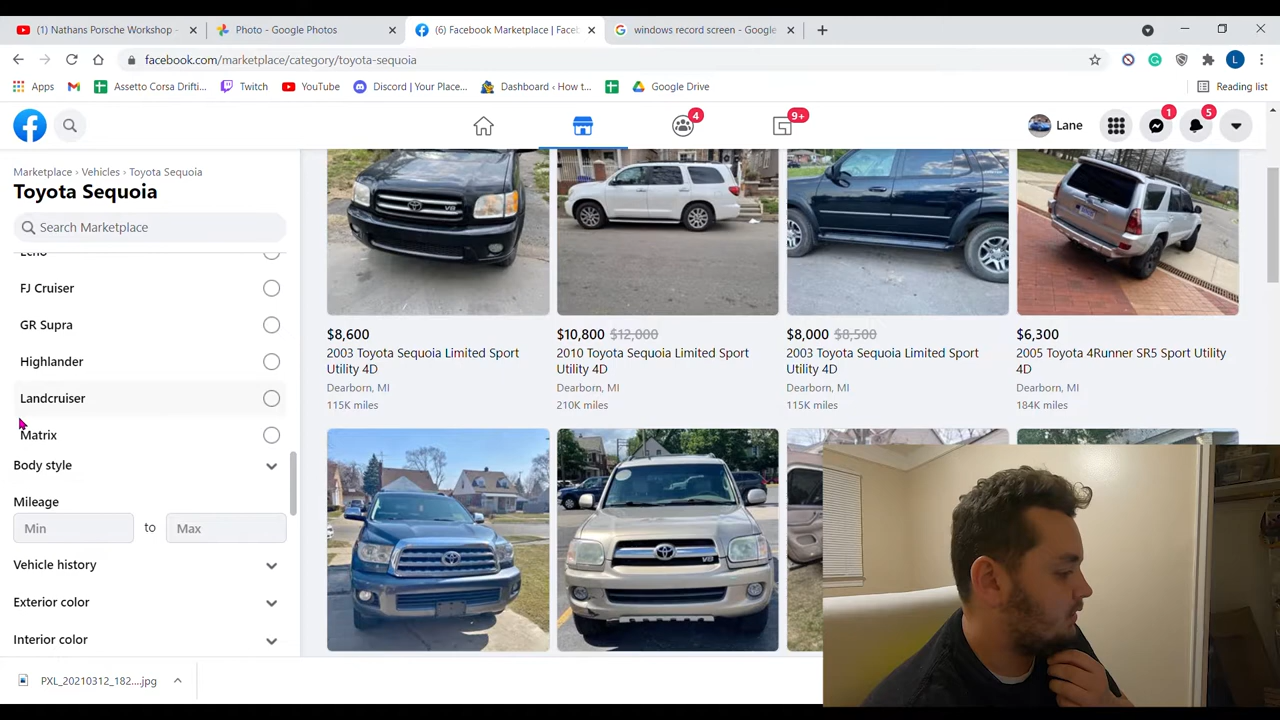 Nathans Porsche Workshop -
Photo - Google Photos
(6) Facebook Marketplace | Faceb
windows record screen - Google
facebook.com/marketplace/category/toyota-sequoia
Apps
Assetto Corsa Drifti...
Twitch
YouTube
Discord | Your Place...
Dashboard ‹ How t...
Google Drive
Reading list
4
9+
Lane
1
5
L
Marketplace › Vehicles › Toyota Sequoia
Toyota Sequoia
Search Marketplace
Echo
FJ Cruiser
GR Supra
Highlander
Landcruiser
Matrix
Body style
Mileage
Min
to
Max
Vehicle history
Exterior color
Interior color
$8,600
2003 Toyota Sequoia Limited Sport
Utility 4D
Dearborn, MI
115K miles
$10,800 $12,000
2010 Toyota Sequoia Limited Sport
Utility 4D
Dearborn, MI
210K miles
$8,000 $8,500
2003 Toyota Sequoia Limited Sport
Utility 4D
Dearborn, MI
115K miles
$6,300
2005 Toyota 4Runner SR5 Sport Utility
4D
Dearborn, MI
184K miles
PXL_20210312_182....jpg